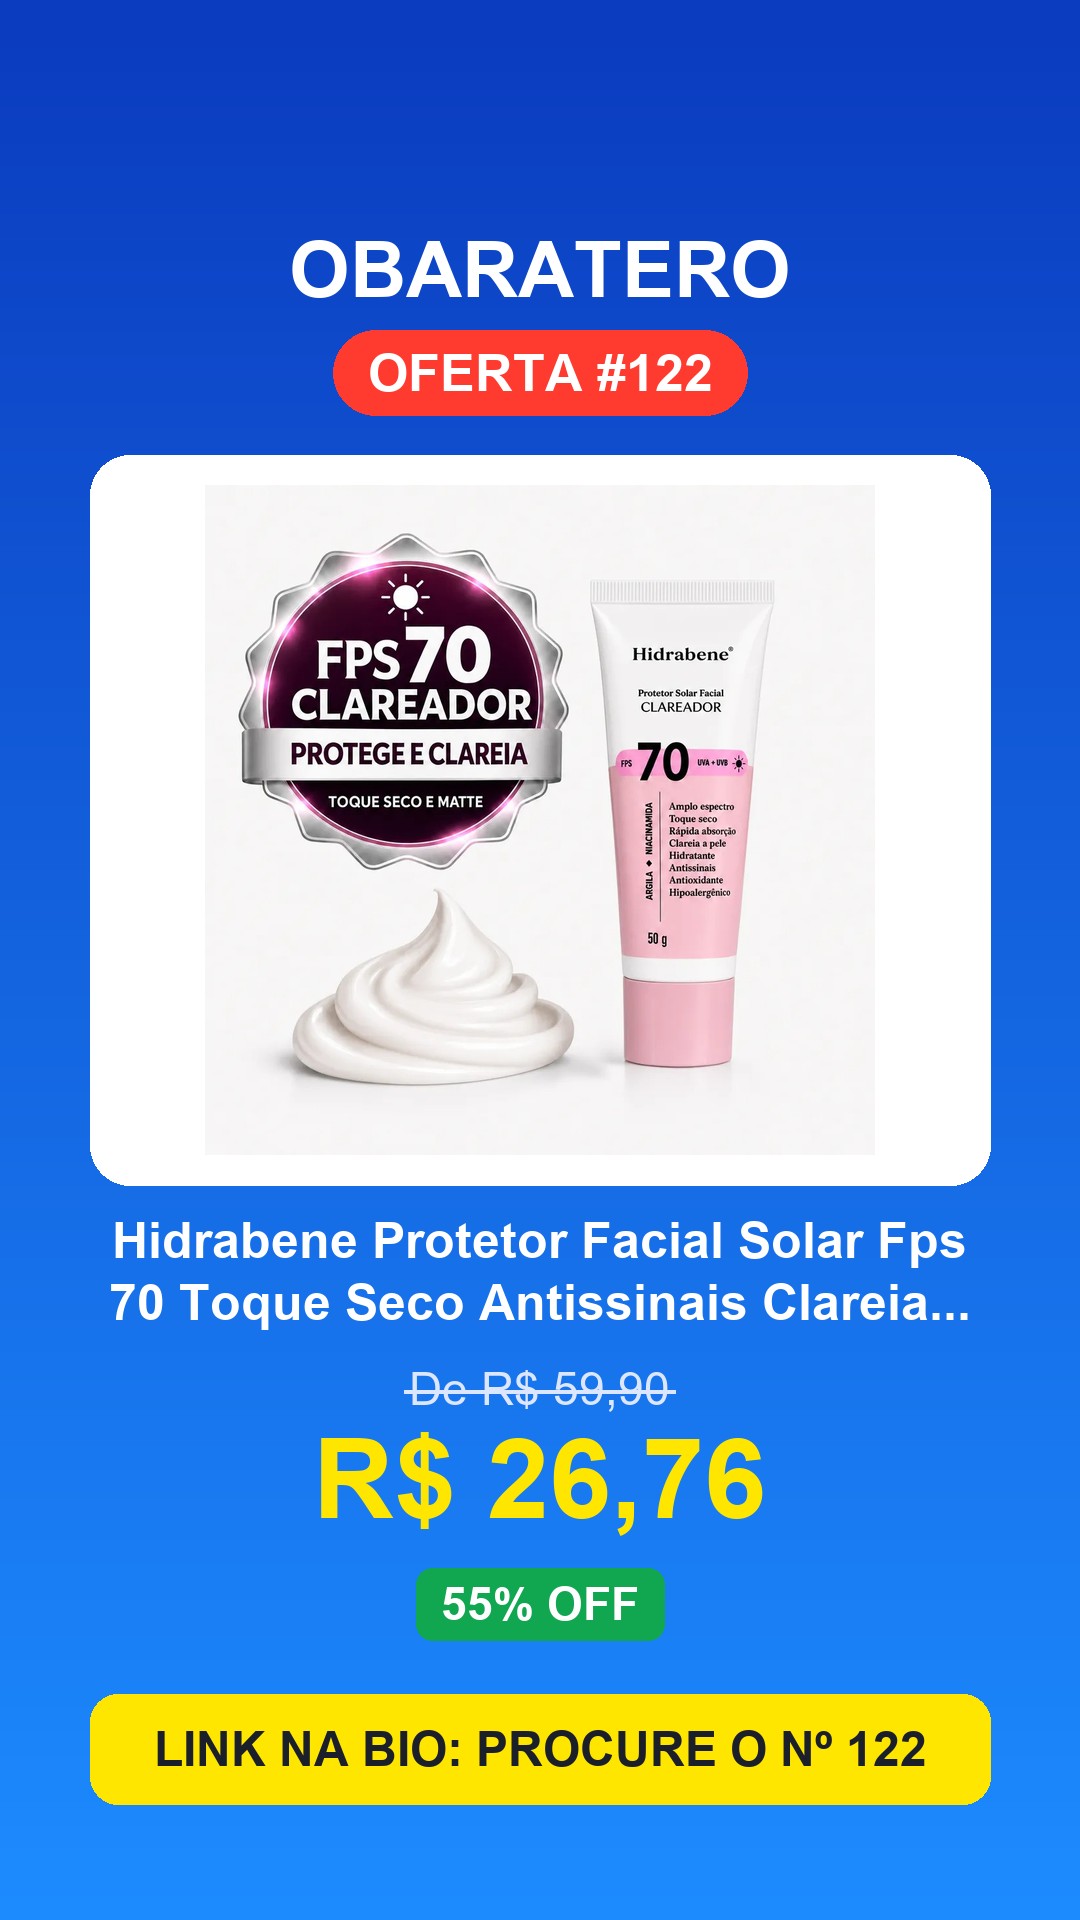 OBARATERO
OFERTA #122
FPS 70
CLAREADOR
PROTEGE E CLAREIA
TOQUE SECO E MATTE
Hidrabene®
Protetor Solar Facial
CLAREADOR
FPS 70 UVA + UVB
ARGILA ◆ NIACINAMIDA
Amplo espectro
Toque seco
Rápida absorção
Clareia a pele
Hidratante
Antissinais
Antioxidante
Hipoalergênico
50 g
Hidrabene Protetor Facial Solar Fps
70 Toque Seco Antissinais Clareia...
De R$ 59,90
R$ 26,76
55% OFF
LINK NA BIO: PROCURE O Nº 122